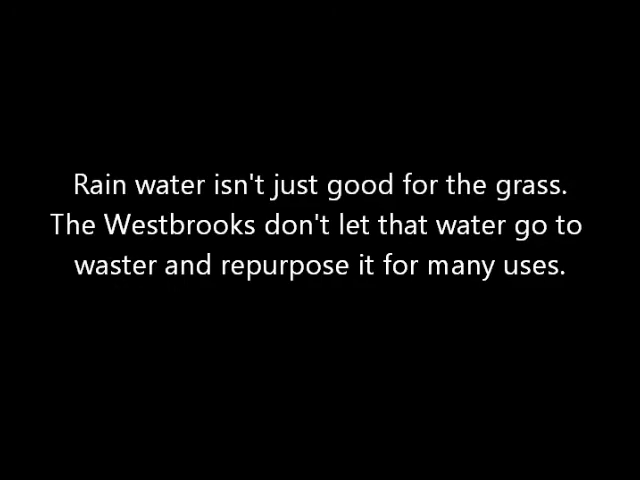 Rain water isn't just good for the grass.
The Westbrooks don't let that water go to
waster and repurpose it for many uses.